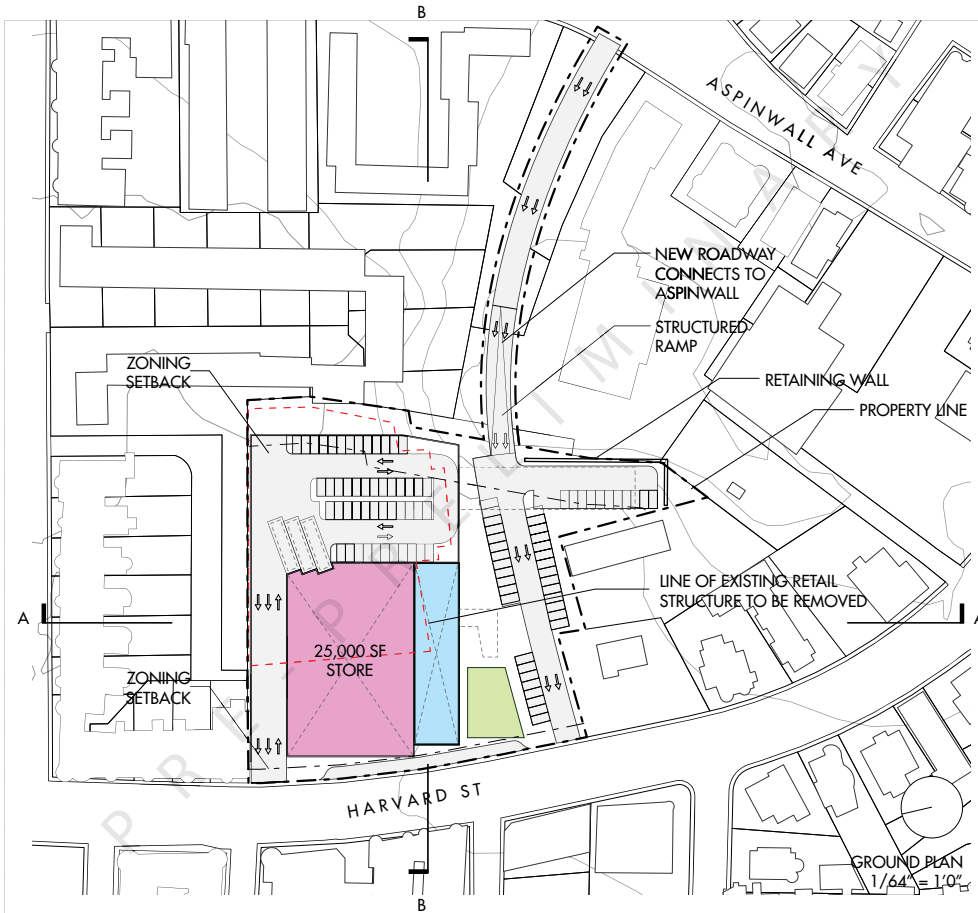 B
ASPINWALL AVE
NEW ROADWAY
CONNECTS TO
ASPINWALL
STRUCTURED
RAMP
ZONING
SETBACK
RETAINING WALL
PROPERTY LINE
LINE OF EXISTING RETAIL
STRUCTURE TO BE REMOVED
A
A
25,000 SF
STORE
ZONING
SETBACK
HARVARD ST
PRE-PRELIMINARY
GROUND PLAN
1/64" = 1'0"
B